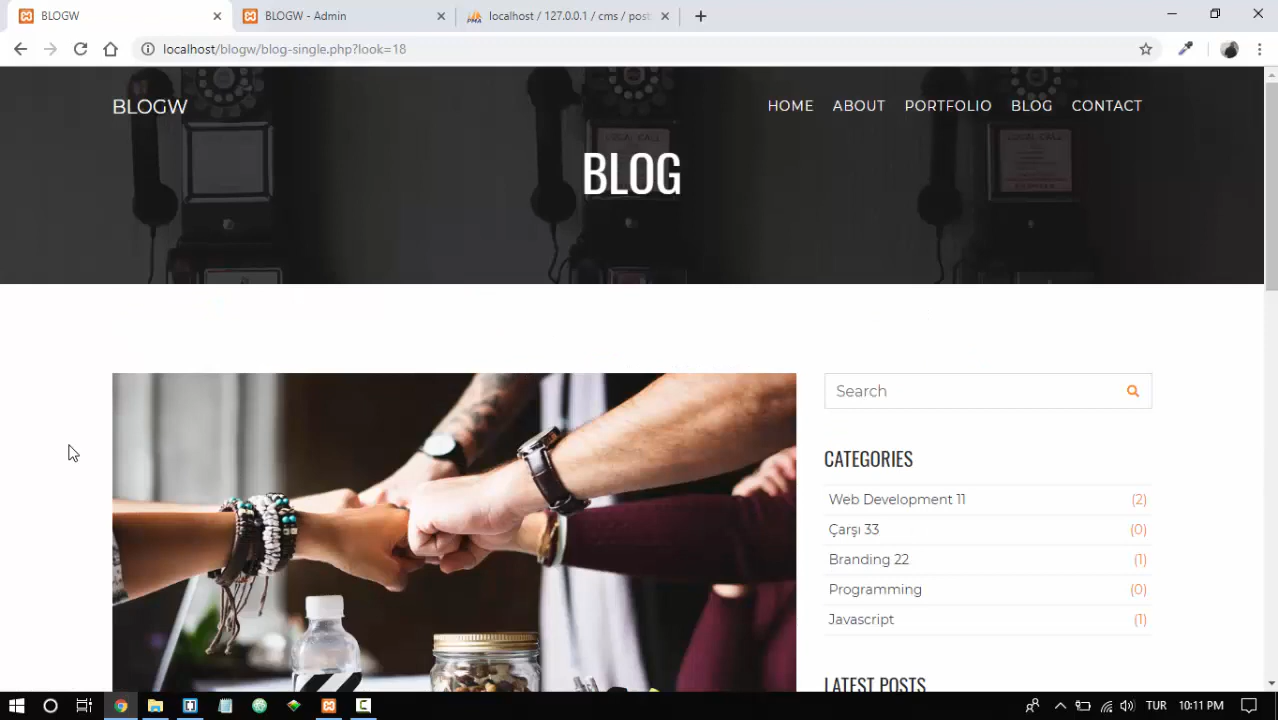 BLOGW
BLOGW - Admin
localhost / 127.0.0.1 / cms / post
localhost/blogw/blog-single.php?look=18
BLOGW
HOME ABOUT PORTFOLIO BLOG CONTACT
BLOG
Search
CATEGORIES
Web Development 11 (2)
Çarşı 33 (0)
Branding 22 (1)
Programming (0)
Javascript (1)
LATEST POSTS
TUR 10:11 PM